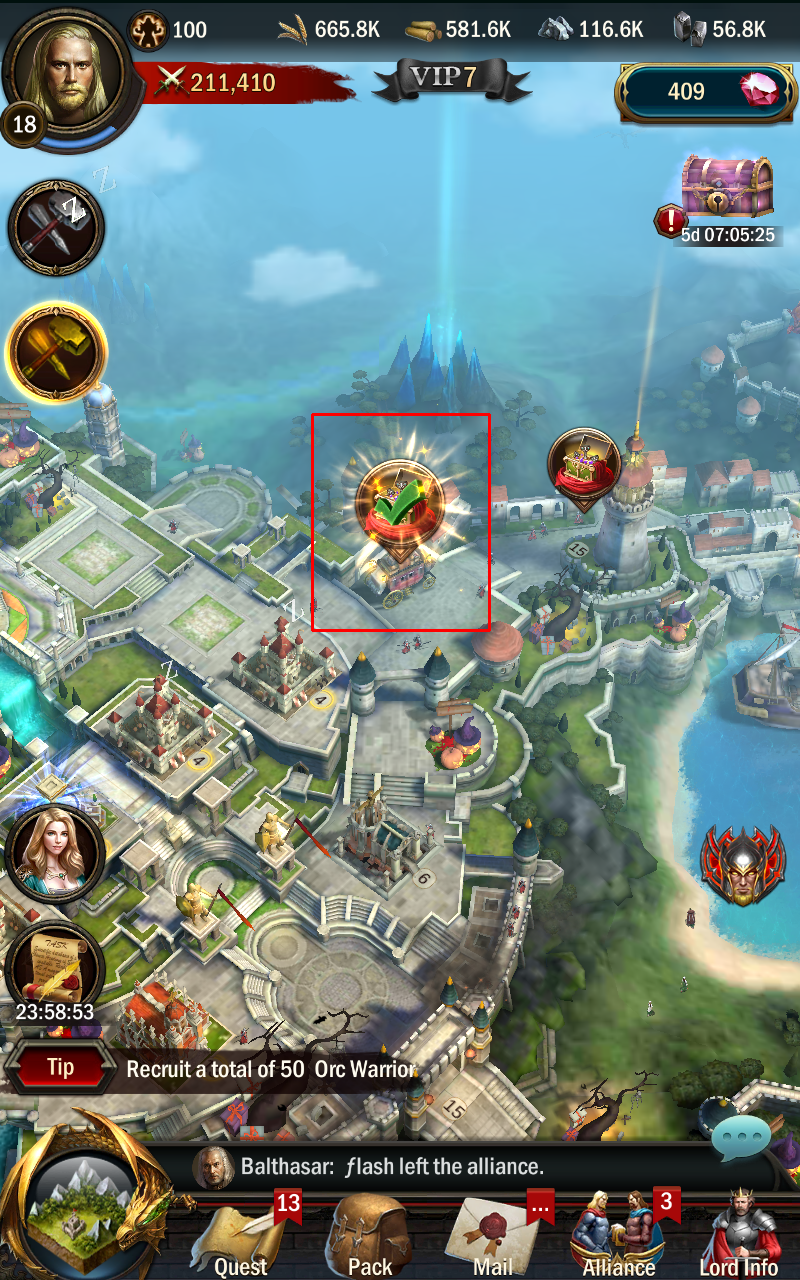 100
665.8K
581.6K
116.6K
56.8K
211,410
VIP7
409
18
Z
Z
5d 07:05:25
15
Z
4
Z
4
6
TASK
23:58:53
Tip
Recruit a total of 50 Orc Warrior
15
Balthasar: ƒlash left the alliance.
13
...
3
Quest
Pack
Mail
Alliance
Lord Info